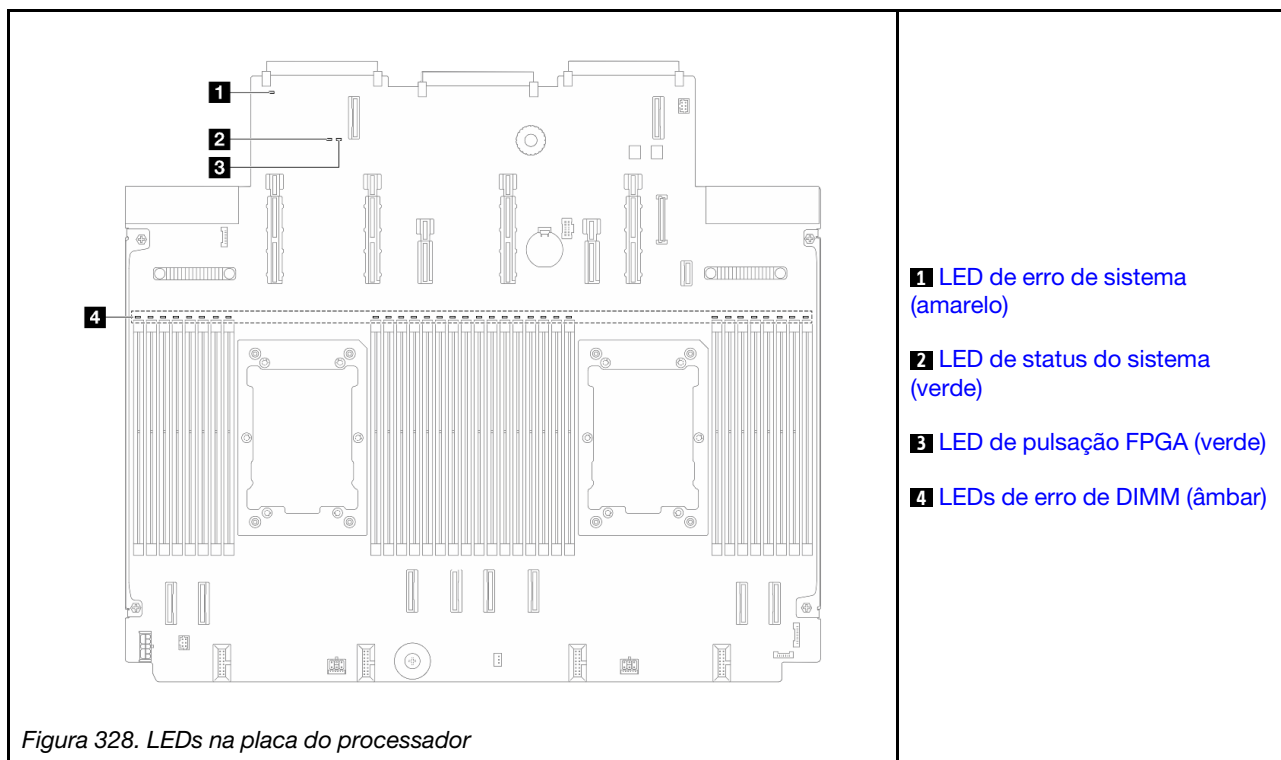 1
2
3
4
Figura 328. LEDs na placa do processador
1 LED de erro de sistema
(amarelo)
2 LED de status do sistema
(verde)
3 LED de pulsação FPGA (verde)
4 LEDs de erro de DIMM (âmbar)